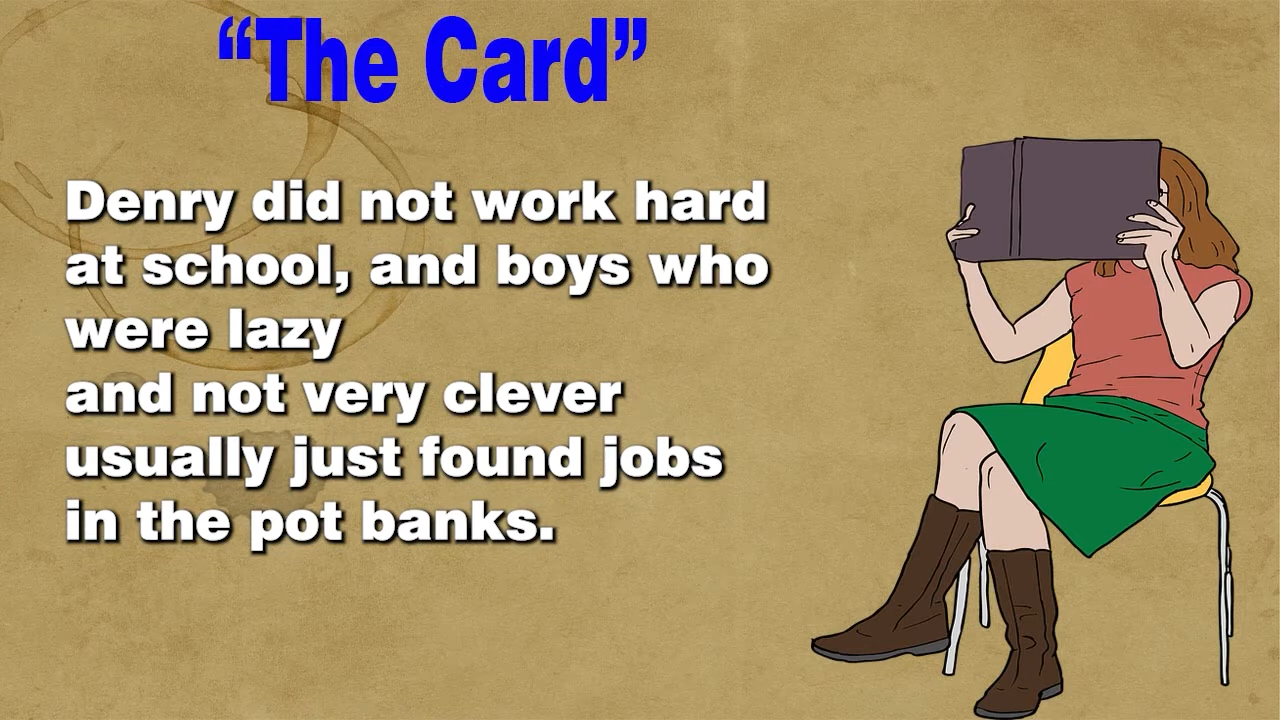 “The Card”
Denry did not work hard
at school, and boys who
were lazy
and not very clever
usually just found jobs
in the pot banks.